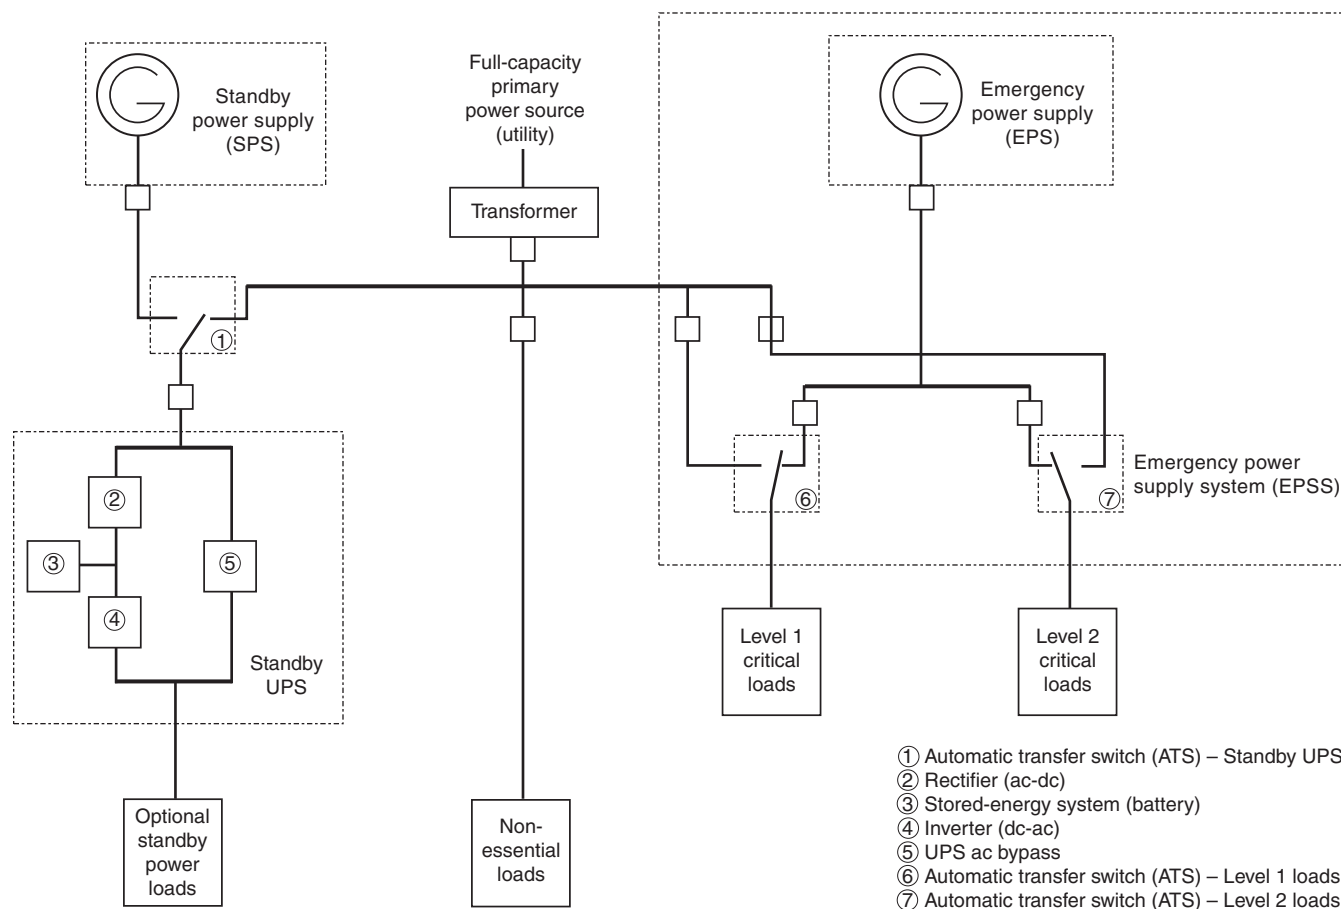 Standby
power supply
(SPS)
Full-capacity
primary
power source
(utility)
Emergency
power supply
(EPS)
Transformer
①
⑥
⑦
Emergency power
supply system (EPSS)
②
③
⑤
④
Standby
UPS
Level 1
critical
loads
Level 2
critical
loads
Optional
standby
power
loads
Non-
essential
loads
① Automatic transfer switch (ATS) – Standby UPS
② Rectifier (ac-dc)
③ Stored-energy system (battery)
④ Inverter (dc-ac)
⑤ UPS ac bypass
⑥ Automatic transfer switch (ATS) – Level 1 loads
⑦ Automatic transfer switch (ATS) – Level 2 loads